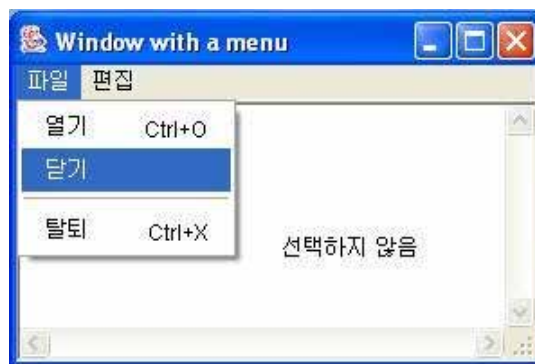 Window with a menu
파일 편집
열기 Ctrl+O
닫기
탈퇴 Ctrl+X
선택하지 않음